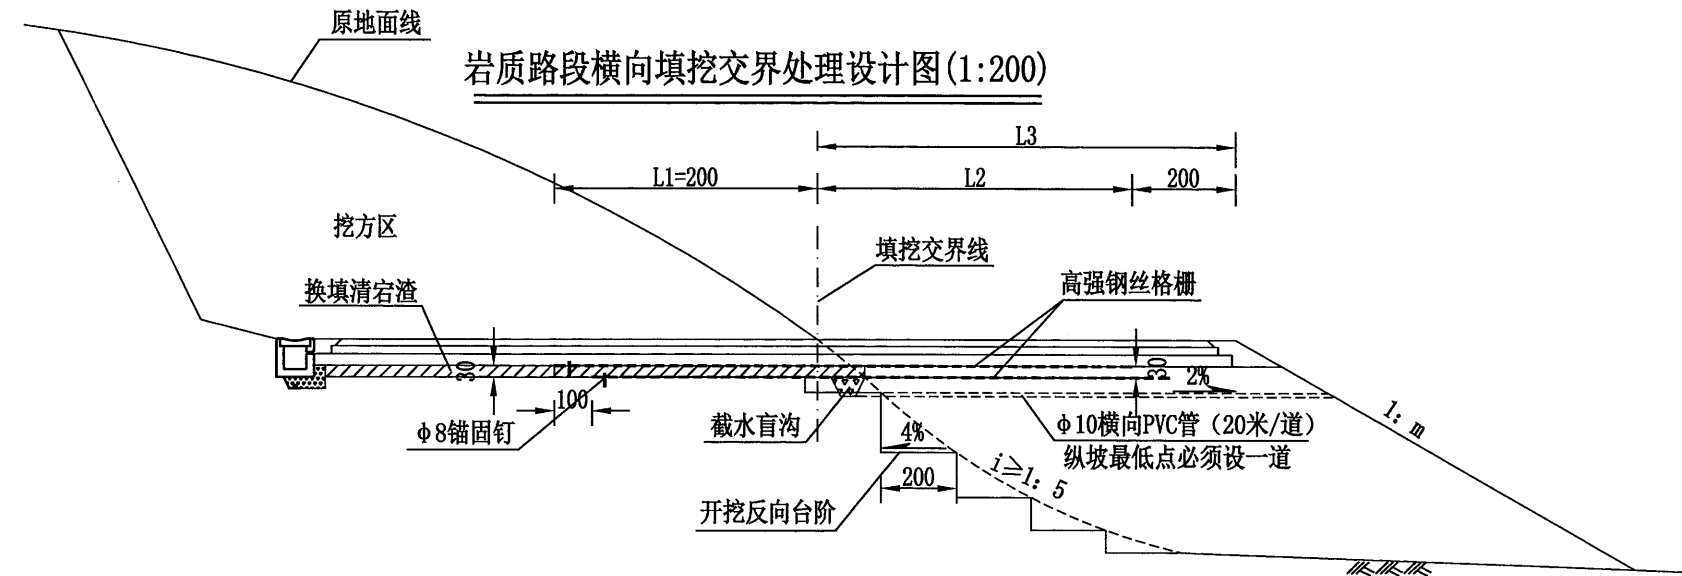 原地面线
岩质路段横向填挖交界处理设计图(1:200)
L3
L1=200
L2
200
挖方区
填挖交界线
换填清宕渣
高强钢丝格栅
30
30
2%
100
φ8锚固钉
截水盲沟
4%
φ10横向PVC管（20米/道）
纵坡最低点必须设一道
1：m
i≥1：5
200
开挖反向台阶